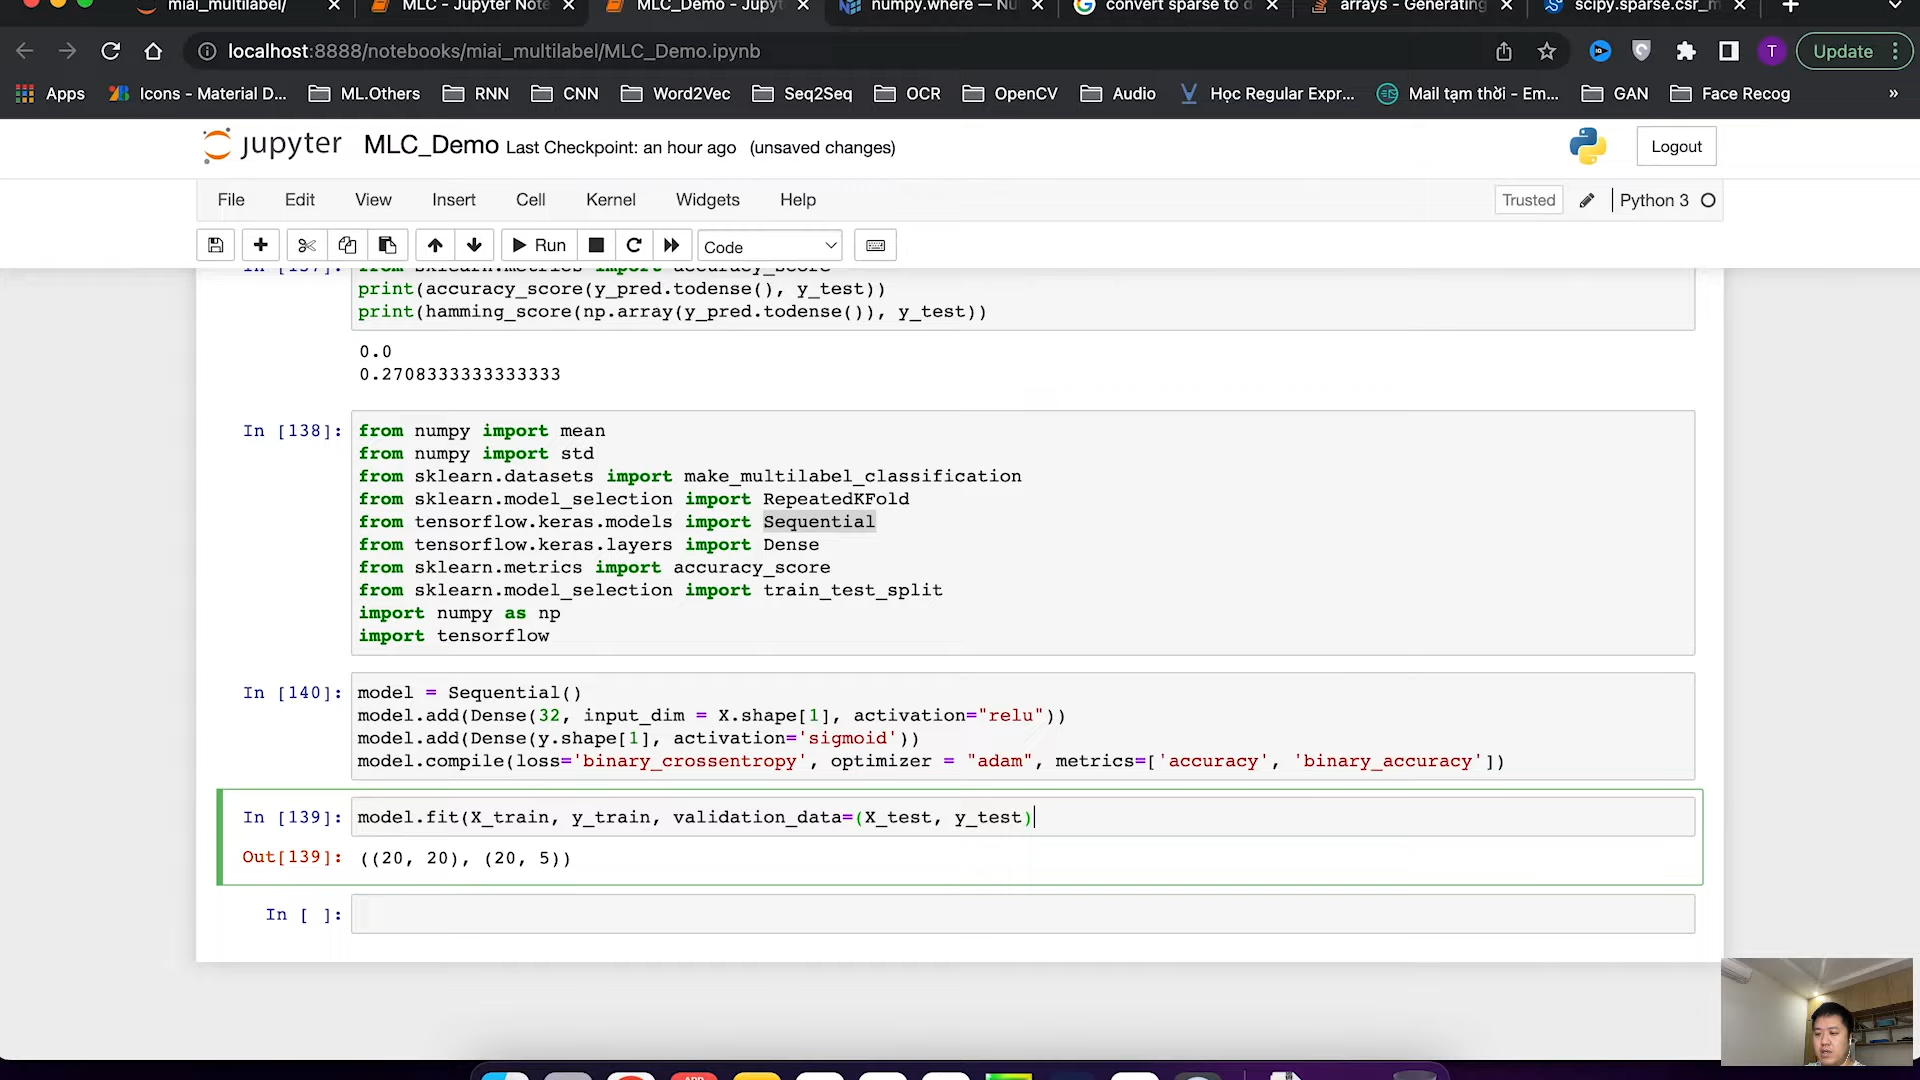 miai_multilabel/
MLC - Jupyter Note
MLC_Demo - Jupyt
numpy.where — Nu
convert sparse to d
arrays - Generating
scipy.sparse.csr_m
localhost:8888/notebooks/miai_multilabel/MLC_Demo.ipynb
T
Update
Apps
Icons - Material D...
ML.Others
RNN
CNN
Word2Vec
Seq2Seq
OCR
OpenCV
Audio
Học Regular Expr...
Mail tạm thời - Em...
GAN
Face Recog
»
jupyter MLC_Demo Last Checkpoint: an hour ago (unsaved changes)
Logout
File Edit View Insert Cell Kernel Widgets Help
Trusted
Python 3
Run
Code
In [137]: from sklearn.metrics import accuracy_score
print(accuracy_score(y_pred.todense(), y_test))
print(hamming_score(np.array(y_pred.todense()), y_test))
0.0
0.2708333333333333
In [138]: from numpy import mean
from numpy import std
from sklearn.datasets import make_multilabel_classification
from sklearn.model_selection import RepeatedKFold
from tensorflow.keras.models import Sequential
from tensorflow.keras.layers import Dense
from sklearn.metrics import accuracy_score
from sklearn.model_selection import train_test_split
import numpy as np
import tensorflow
In [140]: model = Sequential()
model.add(Dense(32, input_dim = X.shape[1], activation="relu"))
model.add(Dense(y.shape[1], activation='sigmoid'))
model.compile(loss='binary_crossentropy', optimizer = "adam", metrics=['accuracy', 'binary_accuracy'])
In [139]: model.fit(X_train, y_train, validation_data=(X_test, y_test)
Out[139]: ((20, 20), (20, 5))
In [ ]: